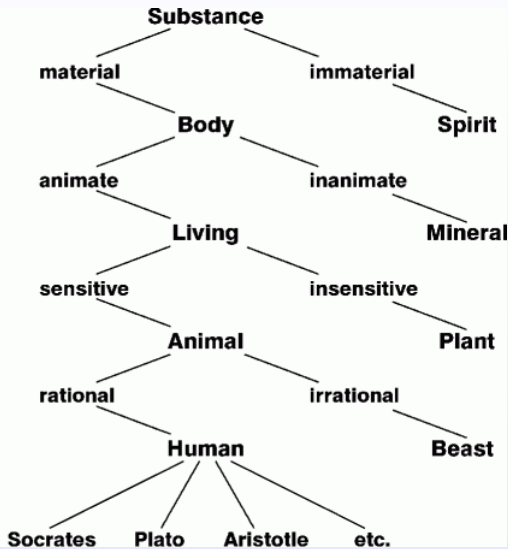 Substance
material immaterial
Body Spirit
animate inanimate
Living Mineral
sensitive insensitive
Animal Plant
rational irrational
Human Beast
Socrates Plato Aristotle etc.